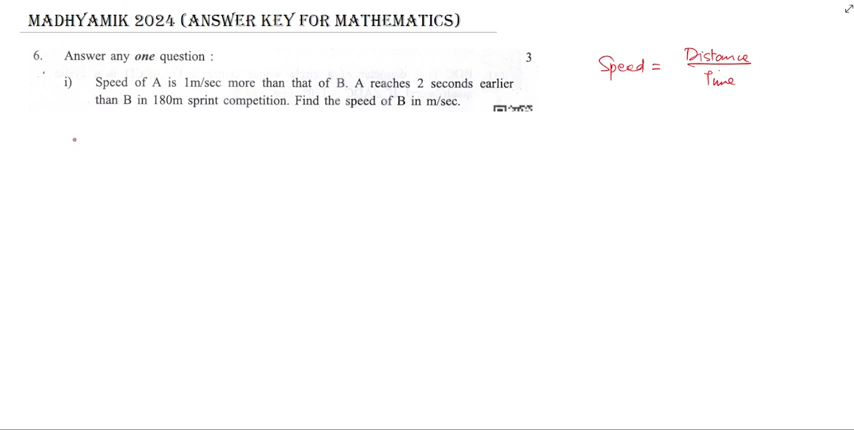 MADHYAMIK 2024 (ANSWER KEY FOR MATHEMATICS)
6. Answer any one question : 3
i) Speed of A is 1m/sec more than that of B. A reaches 2 seconds earlier
than B in 180m sprint competition. Find the speed of B in m/sec.
Speed = Distance
Time